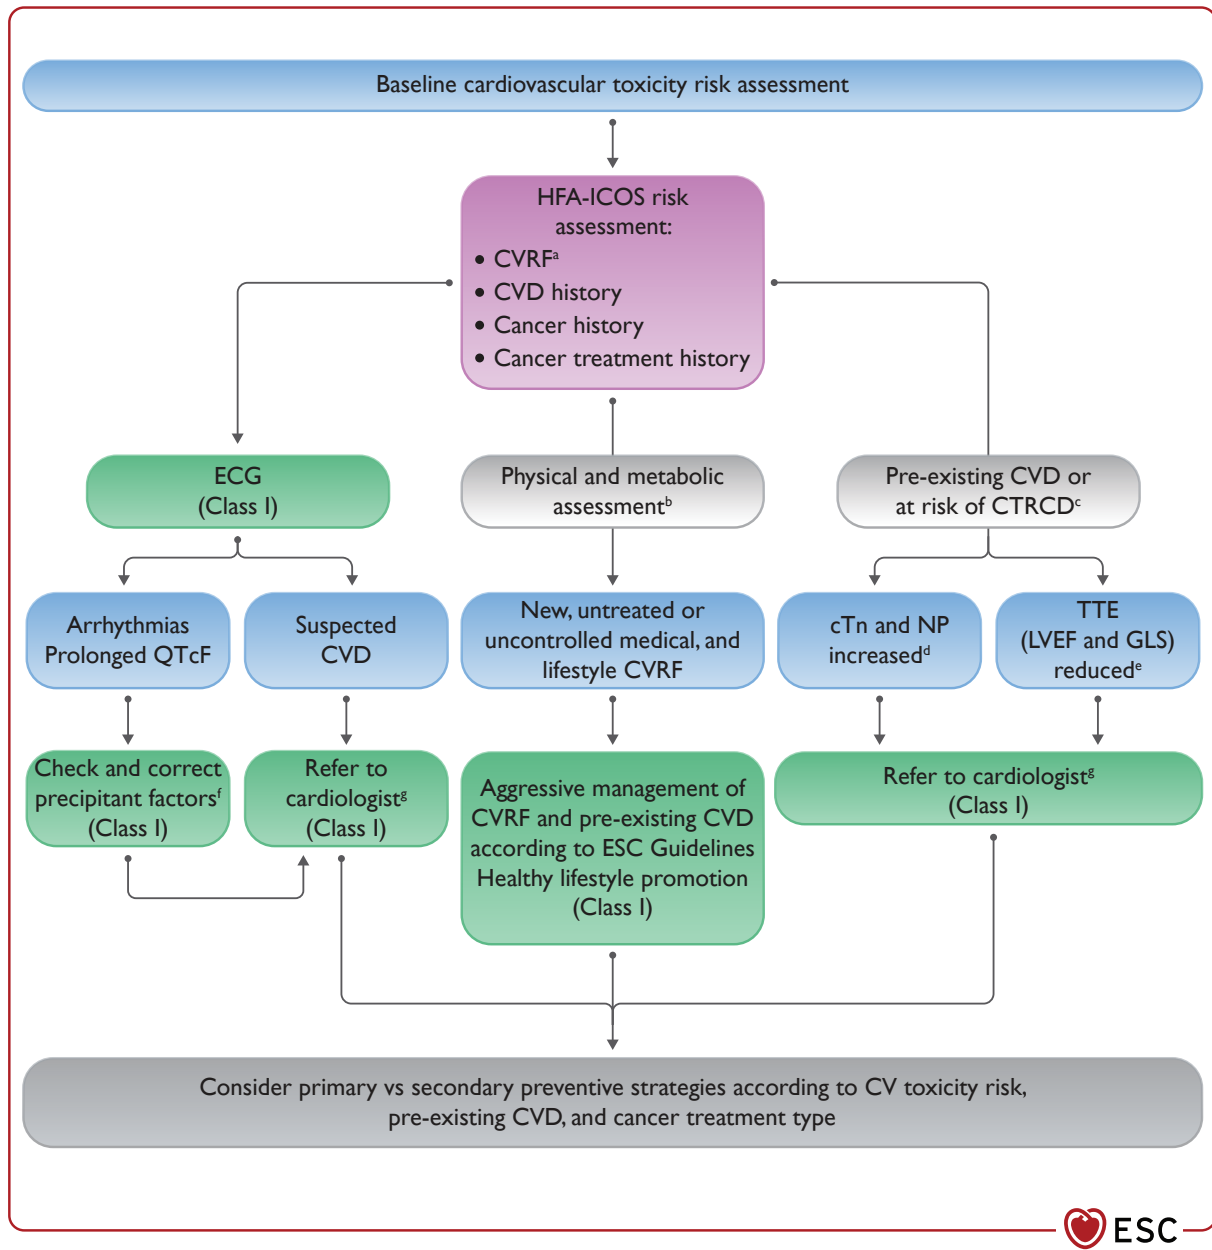 Baseline cardiovascular toxicity risk assessment
HFA-ICOS risk
assessment:
• CVRFᵃ
• CVD history
• Cancer history
• Cancer treatment history
ECG
(Class I)
Physical and metabolic
assessmentᵇ
Pre-existing CVD or
at risk of CTRCDᶜ
Arrhythmias
Prolonged QTcF
Suspected
CVD
New, untreated or
uncontrolled medical, and
lifestyle CVRF
cTn and NP
increasedᵈ
TTE
(LVEF and GLS)
reducedᵉ
Check and correct
precipitant factorsᶠ
(Class I)
Refer to
cardiologistᵍ
(Class I)
Aggressive management of
CVRF and pre-existing CVD
according to ESC Guidelines
Healthy lifestyle promotion
(Class I)
Refer to cardiologistᵍ
(Class I)
Consider primary vs secondary preventive strategies according to CV toxicity risk,
pre-existing CVD, and cancer treatment type
ESC